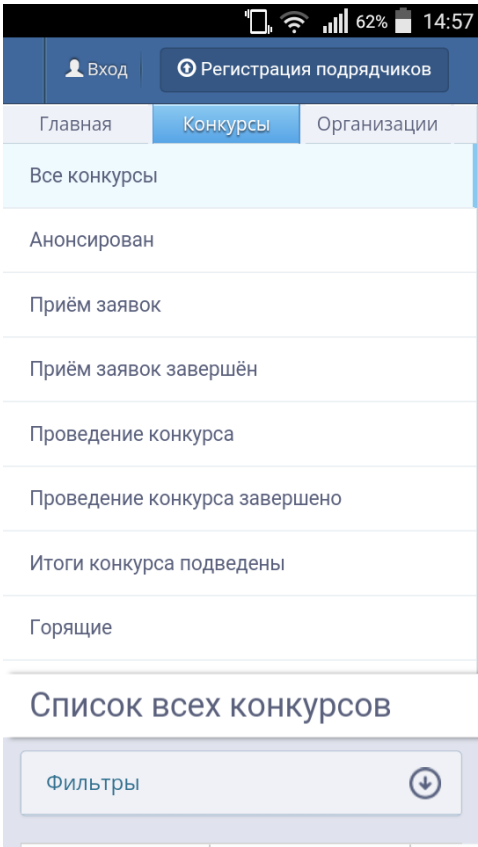 62% 14:57
Вход Регистрация подрядчиков
Главная Конкурсы Организации
Все конкурсы
Анонсирован
Приём заявок
Приём заявок завершён
Проведение конкурса
Проведение конкурса завершено
Итоги конкурса подведены
Горящие
Список всех конкурсов
Фильтры